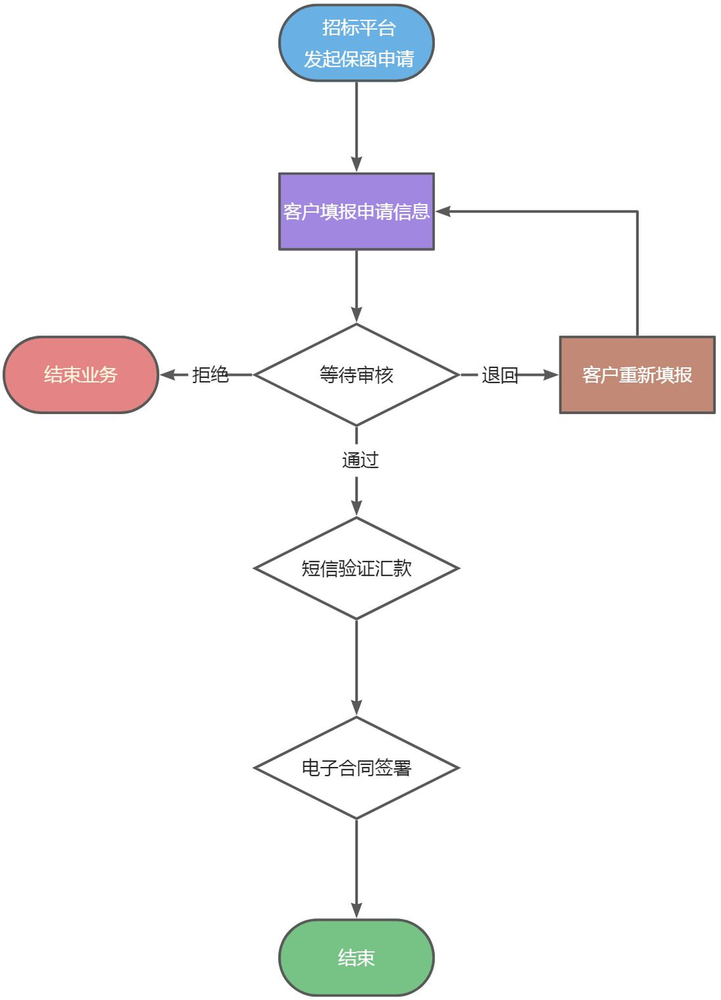 招标平台
发起保函申请
客户填报申请信息
结束业务
拒绝
等待审核
退回
客户重新填报
通过
短信验证汇款
电子合同签署
结束